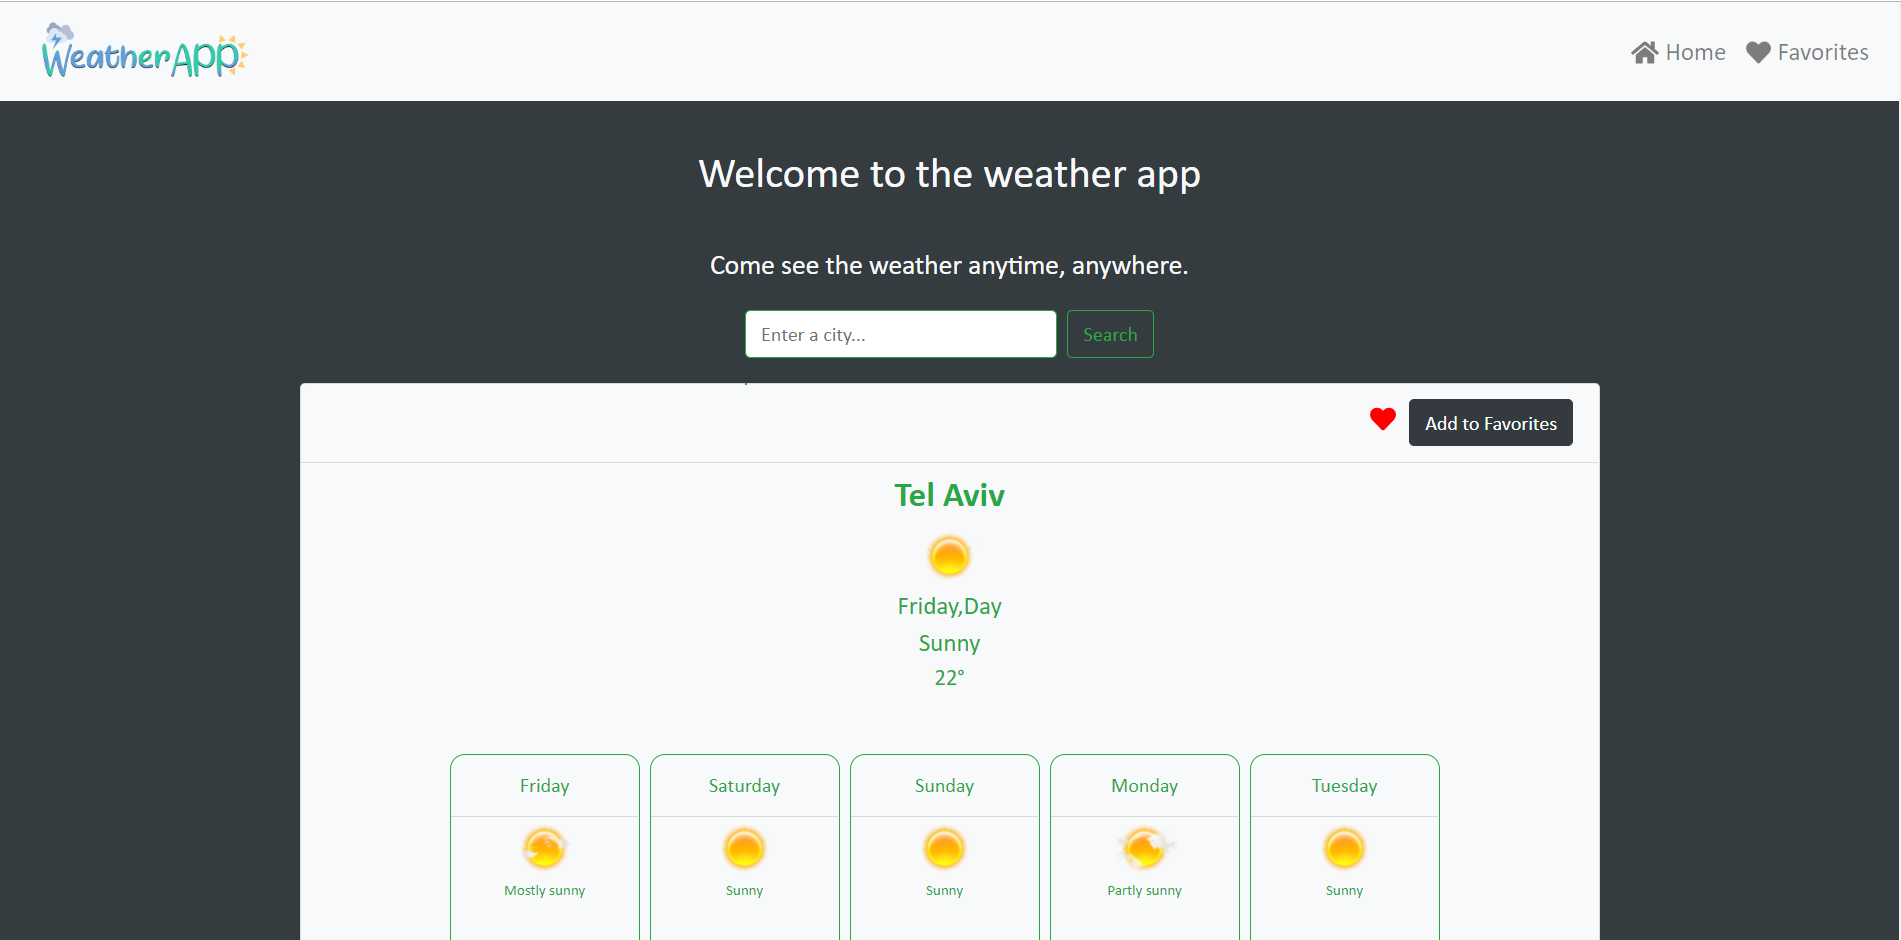 WeatherAPP
Home
Favorites
Welcome to the weather app
Come see the weather anytime, anywhere.
Enter a city...
Search
Add to Favorites
Tel Aviv
Friday,Day
Sunny
22°
Friday
Saturday
Sunday
Monday
Tuesday
Mostly sunny
Sunny
Sunny
Partly sunny
Sunny